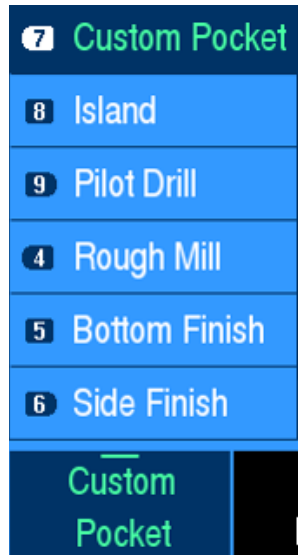 7 Custom Pocket
8 Island
9 Pilot Drill
4 Rough Mill
5 Bottom Finish
6 Side Finish
Custom
Pocket